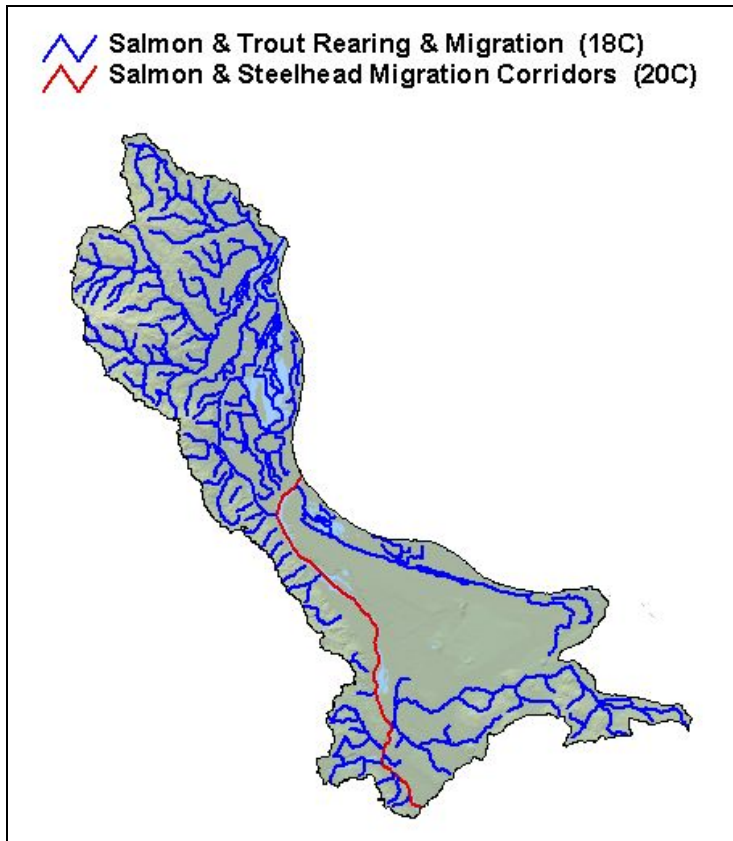 Salmon & Trout Rearing & Migration (18C)
Salmon & Steelhead Migration Corridors (20C)